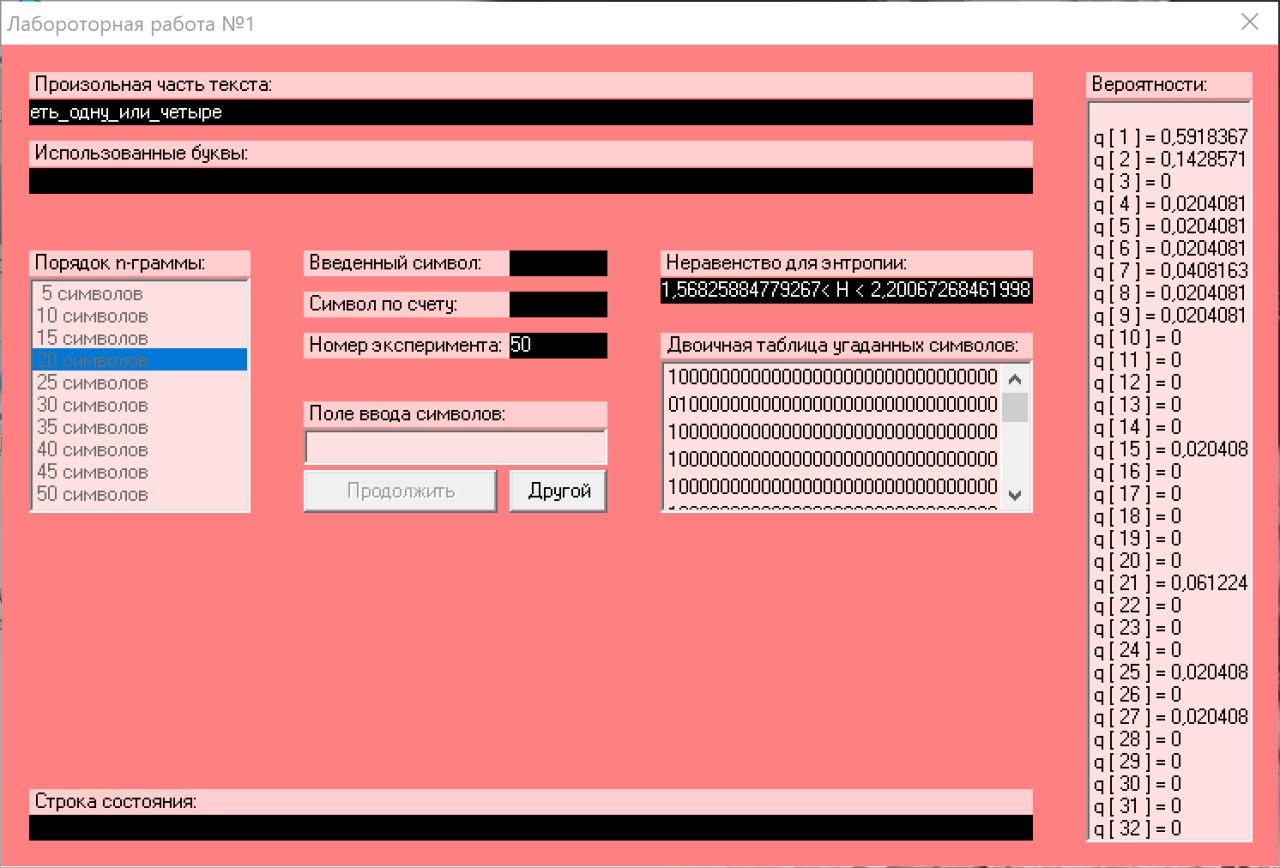 Лабороторная работа №1
Произольная часть текста:
еть_одну_или_четыре
Использованные буквы:
Порядок n-граммы:
5 символов
10 символов
15 символов
20 символов
25 символов
30 символов
35 символов
40 символов
45 символов
50 символов
Введенный символ:
Символ по счету:
Номер эксперимента: 50
Поле ввода символов:
Продолжить
Другой
Неравенство для энтропии:
1,56825884779267< H < 2,20067268461998
Двоичная таблица угаданных символов:
10000000000000000000000000000000
01000000000000000000000000000000
10000000000000000000000000000000
10000000000000000000000000000000
10000000000000000000000000000000
Вероятности:
q [ 1 ] = 0,5918367
q [ 2 ] = 0,1428571
q [ 3 ] = 0
q [ 4 ] = 0,0204081
q [ 5 ] = 0,0204081
q [ 6 ] = 0,0204081
q [ 7 ] = 0,0408163
q [ 8 ] = 0,0204081
q [ 9 ] = 0,0204081
q [ 10 ] = 0
q [ 11 ] = 0
q [ 12 ] = 0
q [ 13 ] = 0
q [ 14 ] = 0
q [ 15 ] = 0,020408
q [ 16 ] = 0
q [ 17 ] = 0
q [ 18 ] = 0
q [ 19 ] = 0
q [ 20 ] = 0
q [ 21 ] = 0,061224
q [ 22 ] = 0
q [ 23 ] = 0
q [ 24 ] = 0
q [ 25 ] = 0,020408
q [ 26 ] = 0
q [ 27 ] = 0,020408
q [ 28 ] = 0
q [ 29 ] = 0
q [ 30 ] = 0
q [ 31 ] = 0
q [ 32 ] = 0
Строка состояния: